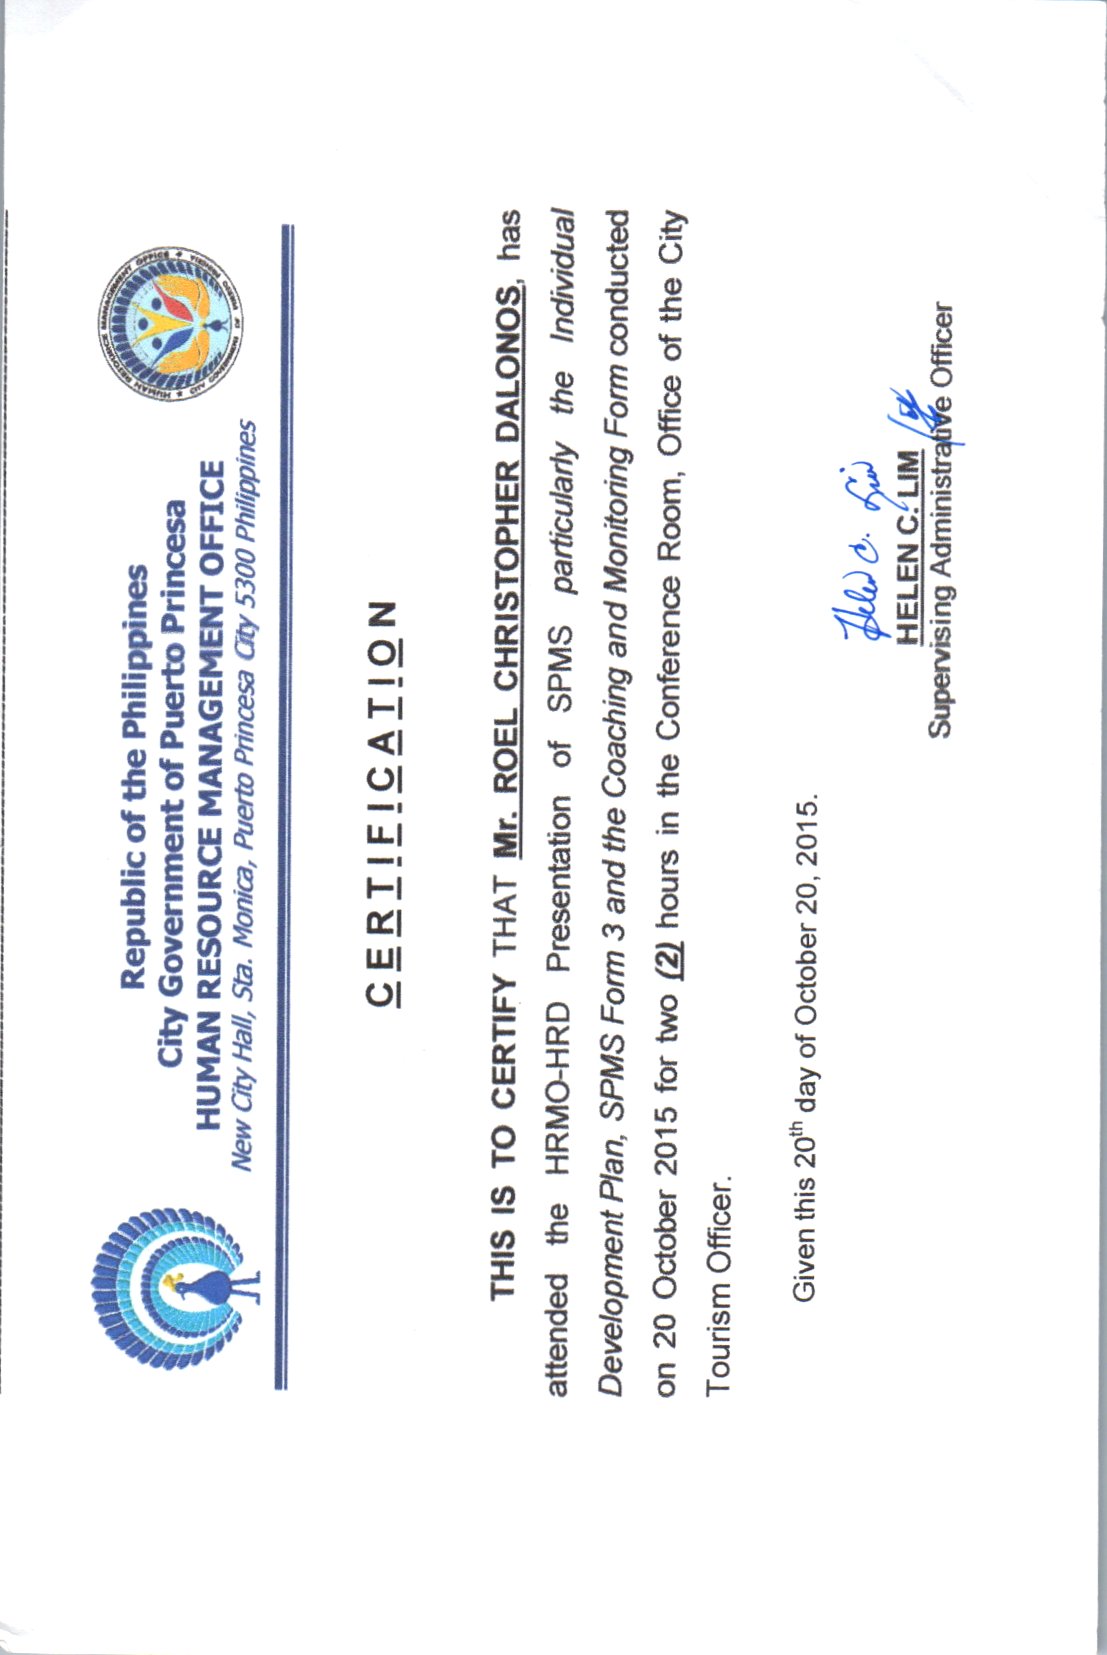 Republic of the Philippines
City Government of Puerto Princesa
HUMAN RESOURCE MANAGEMENT OFFICE
New City Hall, Sta. Monica, Puerto Princesa City 5300 Philippines
HUMAN RESOURCE MANAGEMENT OFFICE
CITY GOVERNMENT OF PUERTO PRINCESA
CERTIFICATION
THIS IS TO CERTIFY THAT Mr. ROEL CHRISTOPHER DALONOS, has
attended the HRMO-HRD Presentation of SPMS particularly the Individual
Development Plan, SPMS Form 3 and the Coaching and Monitoring Form conducted
on 20 October 2015 for two (2) hours in the Conference Room, Office of the City
Tourism Officer.
Given this 20th day of October 20, 2015.
Helen C. Lim
HELEN C. LIM
Supervising Administrative Officer